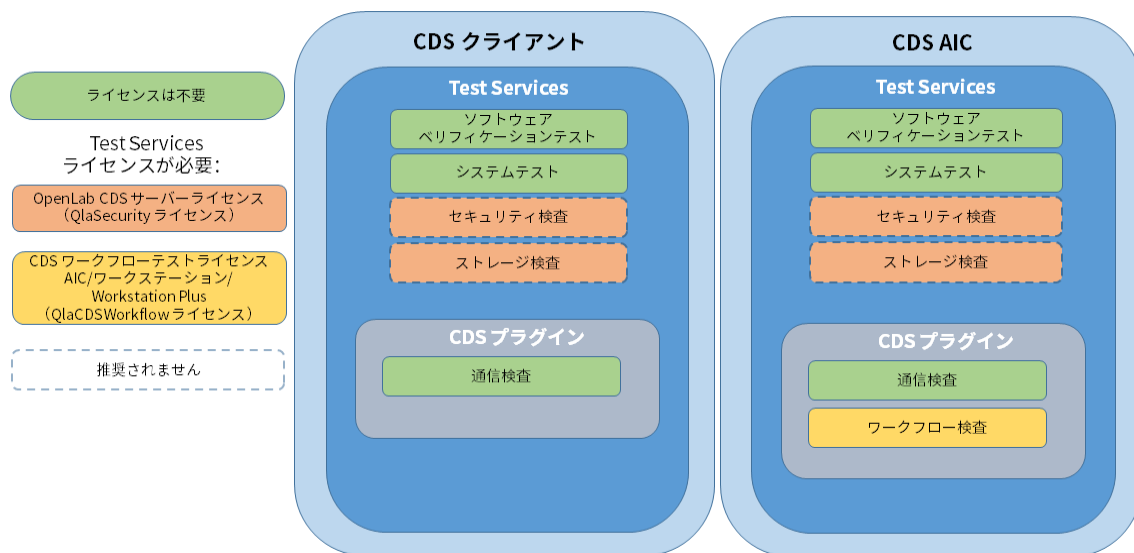 ライセンスは不要
Test Services
ライセンスが必要:
OpenLab CDS サーバーライセンス
（QlaSecurity ライセンス）
CDS ワークフローテストライセンス
AIC/ワークステーション/
Workstation Plus
（QlaCDSWorkflow ライセンス）
推奨されません
CDS クライアント
Test Services
ソフトウェア
ベリフィケーションテスト
システムテスト
セキュリティ検査
ストレージ検査
CDS プラグイン
通信検査
CDS AIC
Test Services
ソフトウェア
ベリフィケーションテスト
システムテスト
セキュリティ検査
ストレージ検査
CDS プラグイン
通信検査
ワークフロー検査